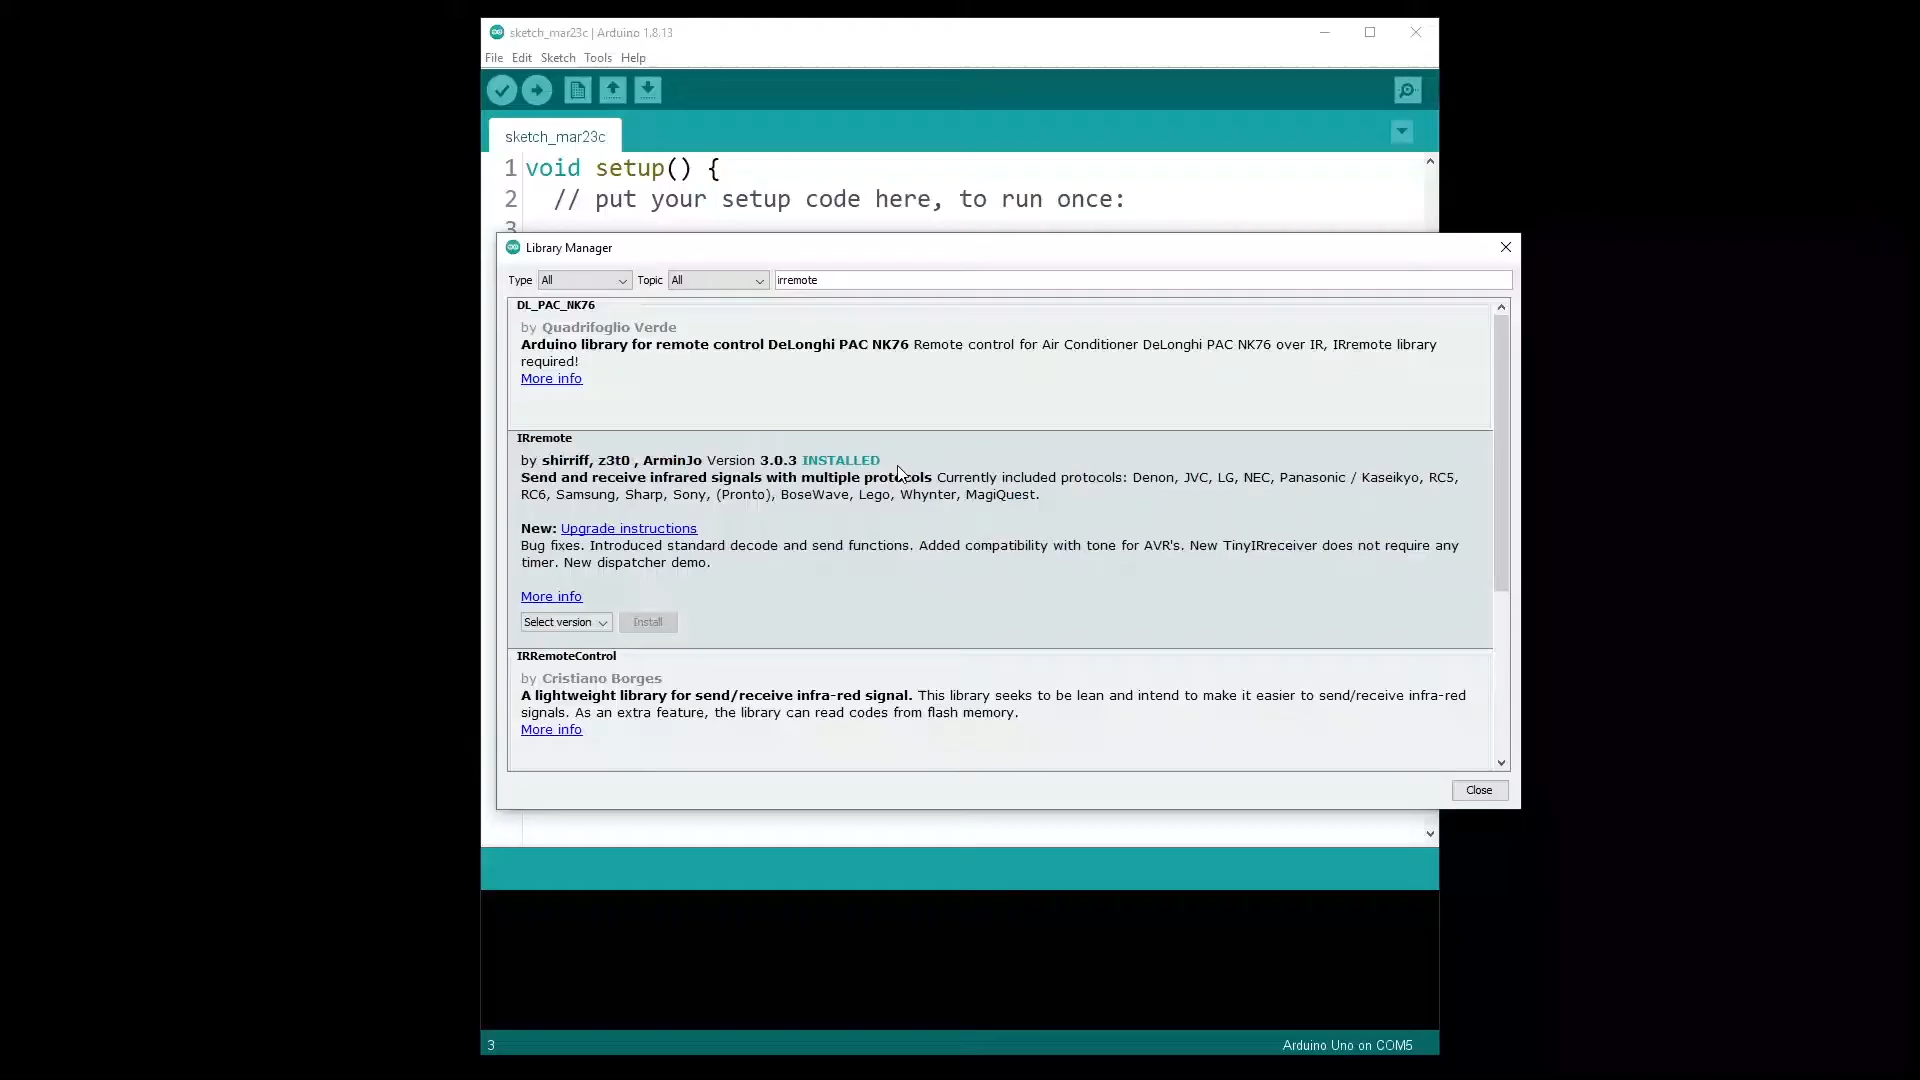 sketch_mar23c | Arduino 1.8.13
File Edit Sketch Tools Help
sketch_mar23c
1 void setup() {
2 // put your setup code here, to run once:
3
Library Manager
Type All Topic All irremote
DL_PAC_NK76
by Quadrifoglio Verde
Arduino library for remote control DeLonghi PAC NK76 Remote control for Air Conditioner DeLonghi PAC NK76 over IR, IRremote library
required!
More info
IRremote
by shirriff, z3t0 , ArminJo Version 3.0.3 INSTALLED
Send and receive infrared signals with multiple protocols Currently included protocols: Denon, JVC, LG, NEC, Panasonic / Kaseikyo, RC5,
RC6, Samsung, Sharp, Sony, (Pronto), BoseWave, Lego, Whynter, MagiQuest.
New: Upgrade instructions
Bug fixes. Introduced standard decode and send functions. Added compatibility with tone for AVR's. New TinyIRreceiver does not require any
timer. New dispatcher demo.
More info
Select version Install
IRRemoteControl
by Cristiano Borges
A lightweight library for send/receive infra-red signal. This library seeks to be lean and intend to make it easier to send/receive infra-red
signals. As an extra feature, the library can read codes from flash memory.
More info
Close
3 Arduino Uno on COM5